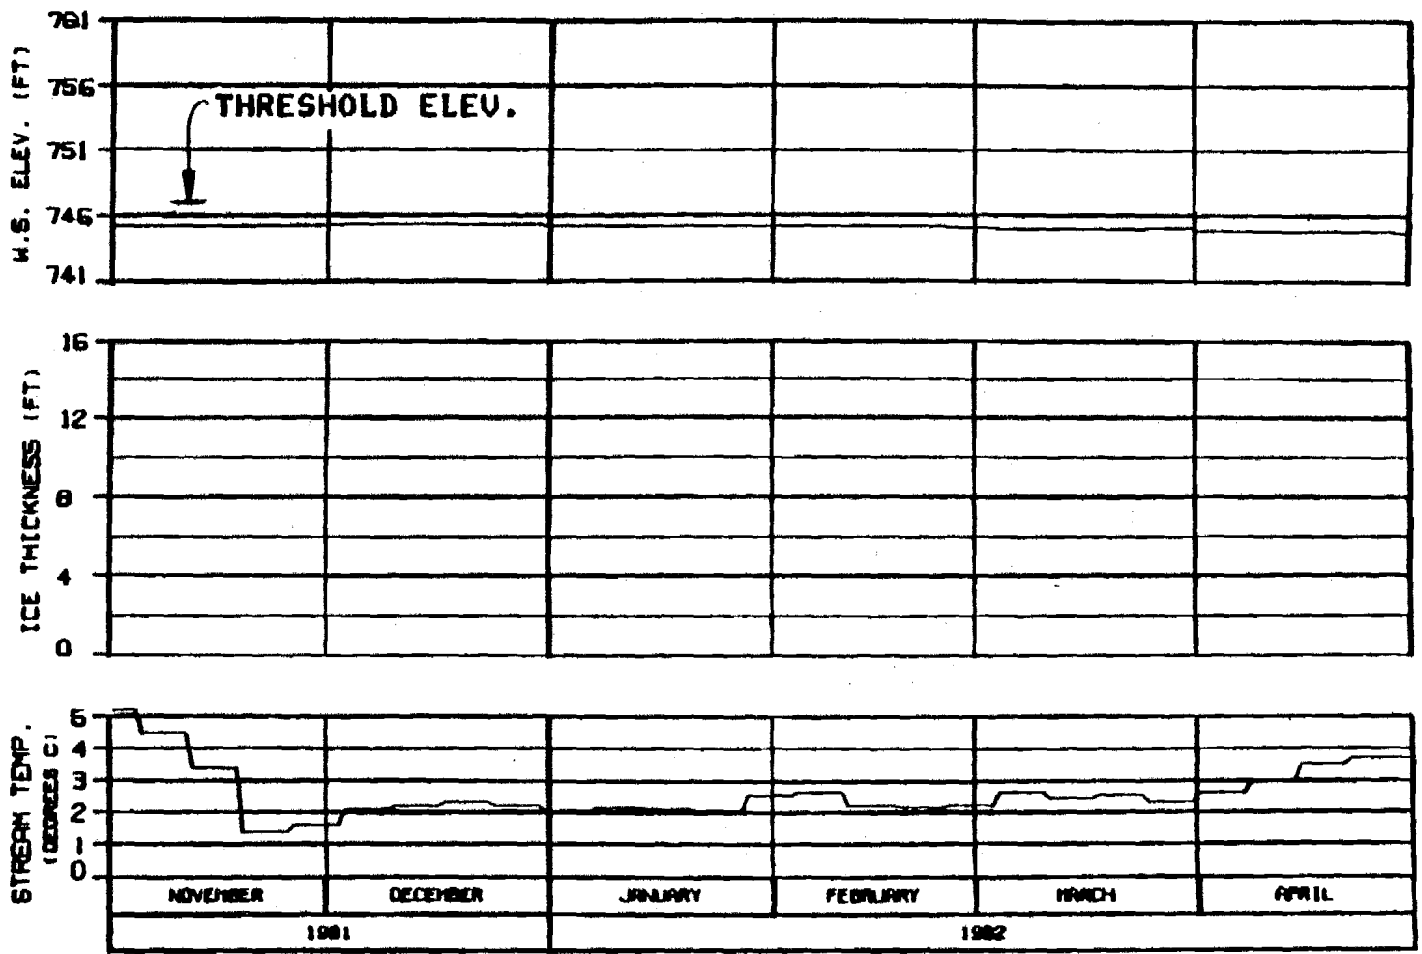 W.S. ELEV. (FT)
761
756
751
746
741
THRESHOLD ELEV.
ICE THICKNESS (FT)
16
12
8
4
0
STREAM TEMP.
(DEGREES C)
5
4
3
2
1
0
NOVEMBER DECEMBER JANUARY FEBRUARY MARCH APRIL
1981 1982